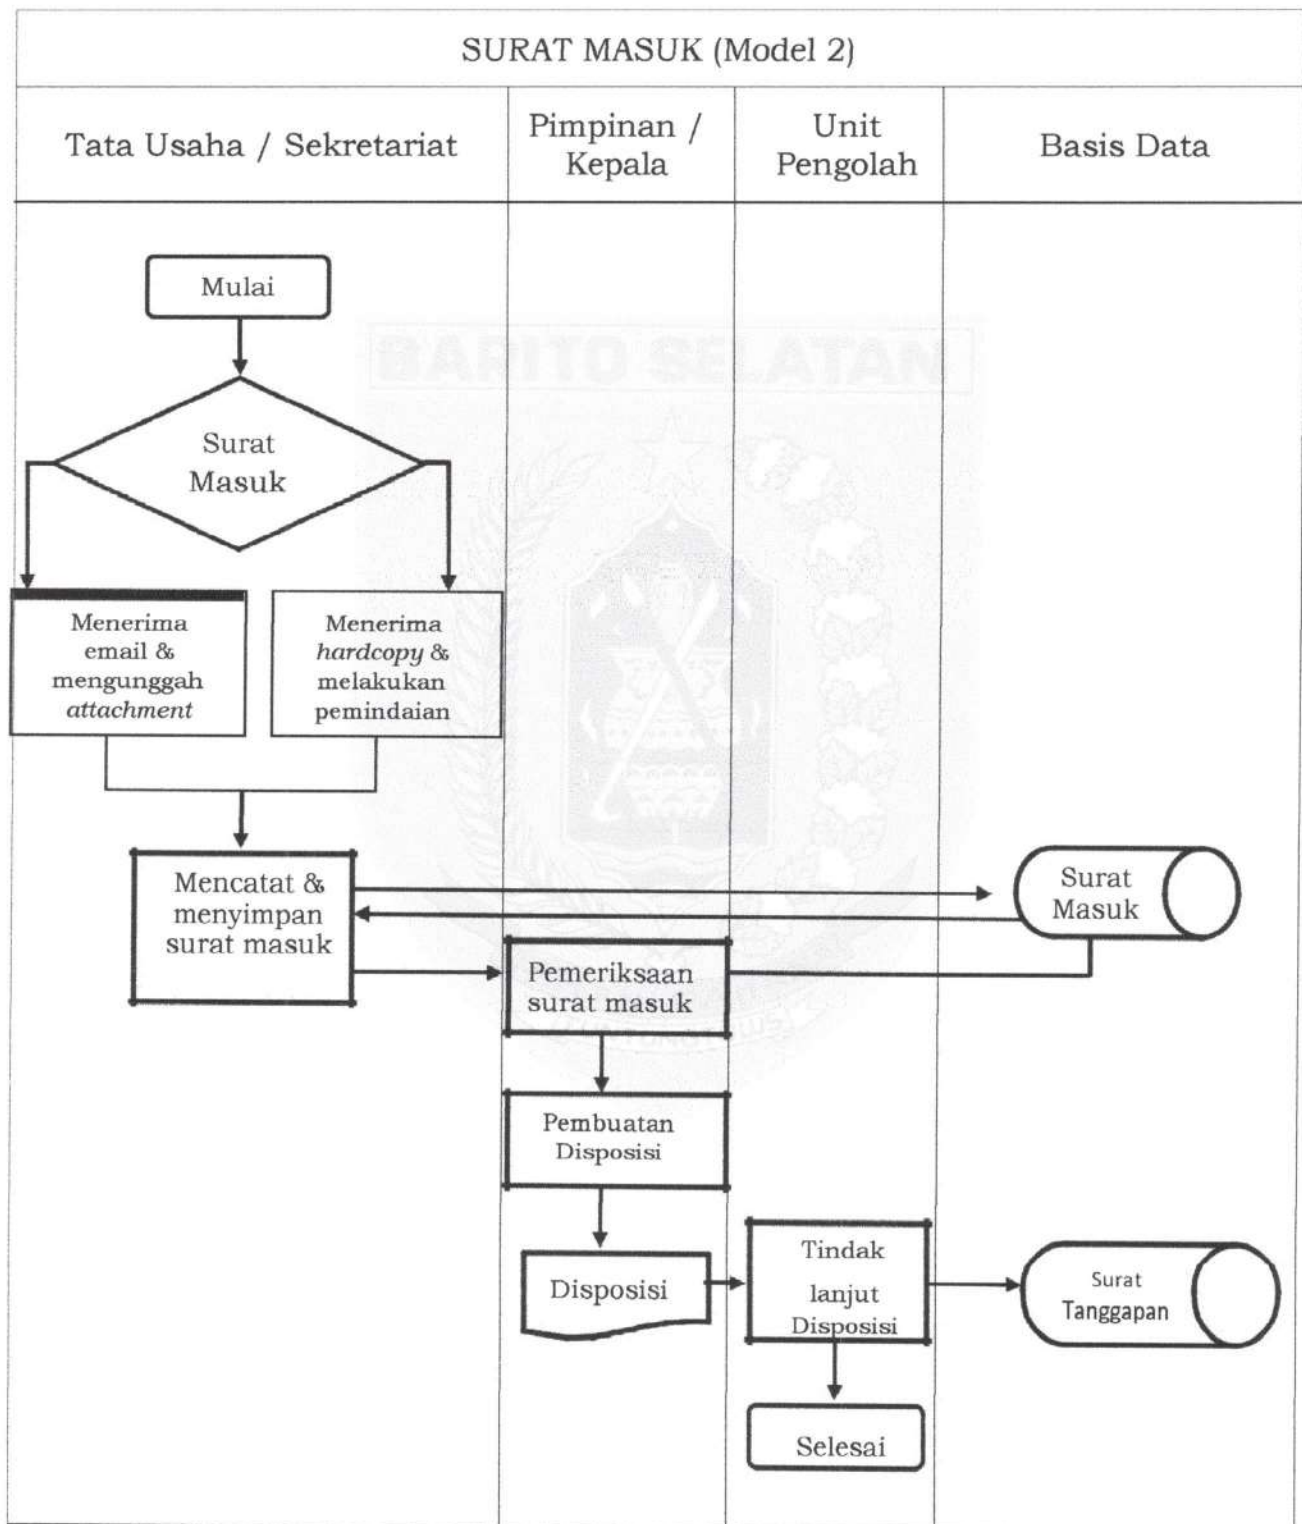 SURAT MASUK (Model 2)
Tata Usaha / Sekretariat
Pimpinan /
Kepala
Unit
Pengolah
Basis Data
Mulai
BARITO SELATAN
Surat
Masuk
Menerima
email &
mengunggah
attachment
Menerima
hardcopy &
melakukan
pemindaian
Mencatat &
menyimpan
surat masuk
Surat
Masuk
Pemeriksaan
surat masuk
Pembuatan
Disposisi
Disposisi
Tindak
lanjut
Disposisi
Surat
Tanggapan
Selesai